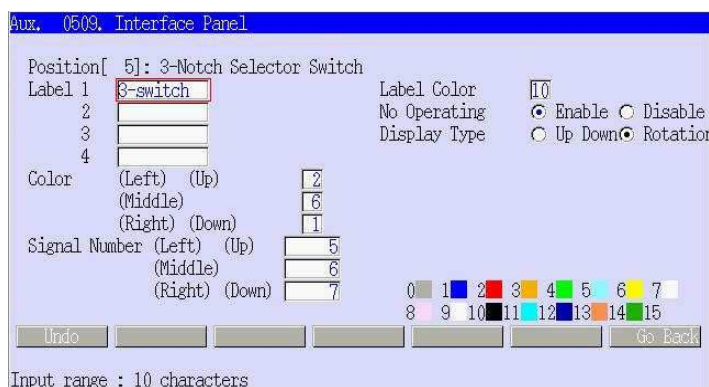 Aux. 0509. Interface Panel
Position[ 5]: 3-Notch Selector Switch
Label 1 3-switch Label Color 10
2 No Operating Enable Disable
3 Display Type Up Down Rotation
4
Color (Left) (Up) 2
(Middle) 6
(Right) (Down) 1
Signal Number (Left) (Up) 5
(Middle) 6
(Right) (Down) 7
0 1 2 3 4 5 6 7
8 9 10 11 12 13 14 15
Undo Go Back
Input range : 10 characters